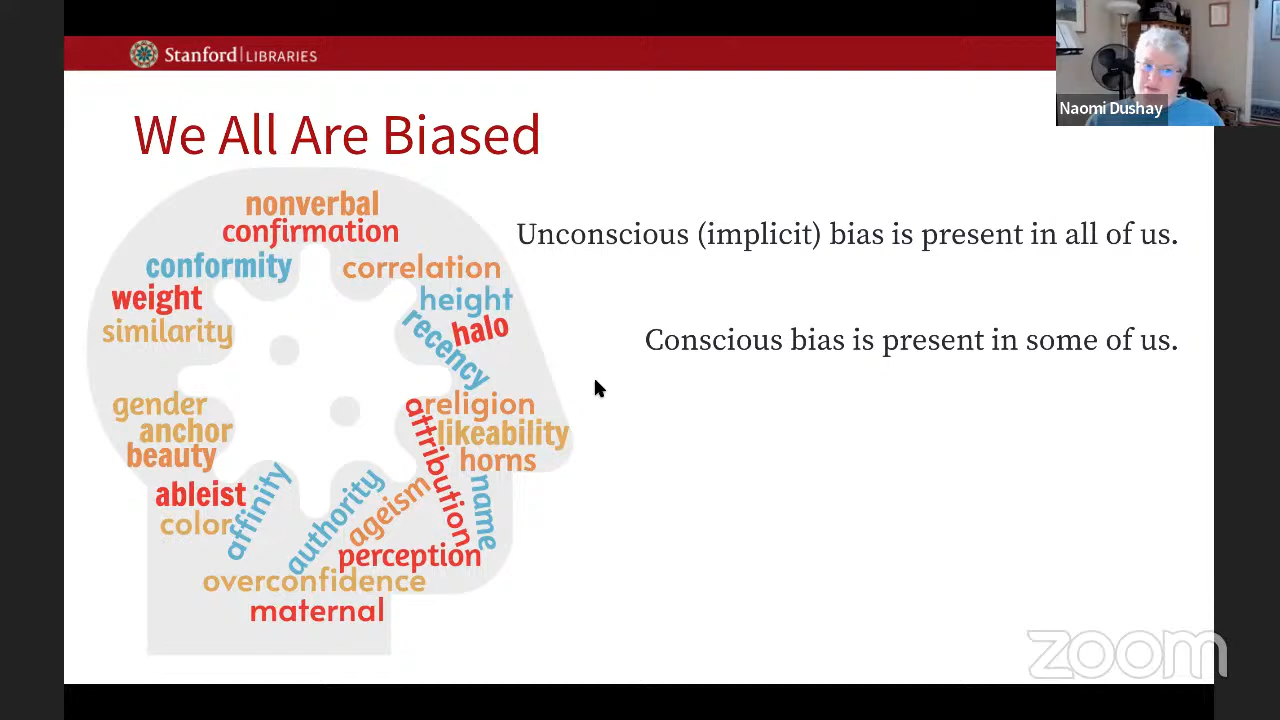 Stanford | LIBRARIES
Naomi Dushay
We All Are Biased
nonverbal
confirmation
conformity
correlation
weight
height
similarity
recency
halo
gender
anchor
beauty
religion
likeability
horns
attribution
name
ableist
color
affinity
authority
ageism
perception
overconfidence
maternal
Unconscious (implicit) bias is present in all of us.
Conscious bias is present in some of us.
zoom